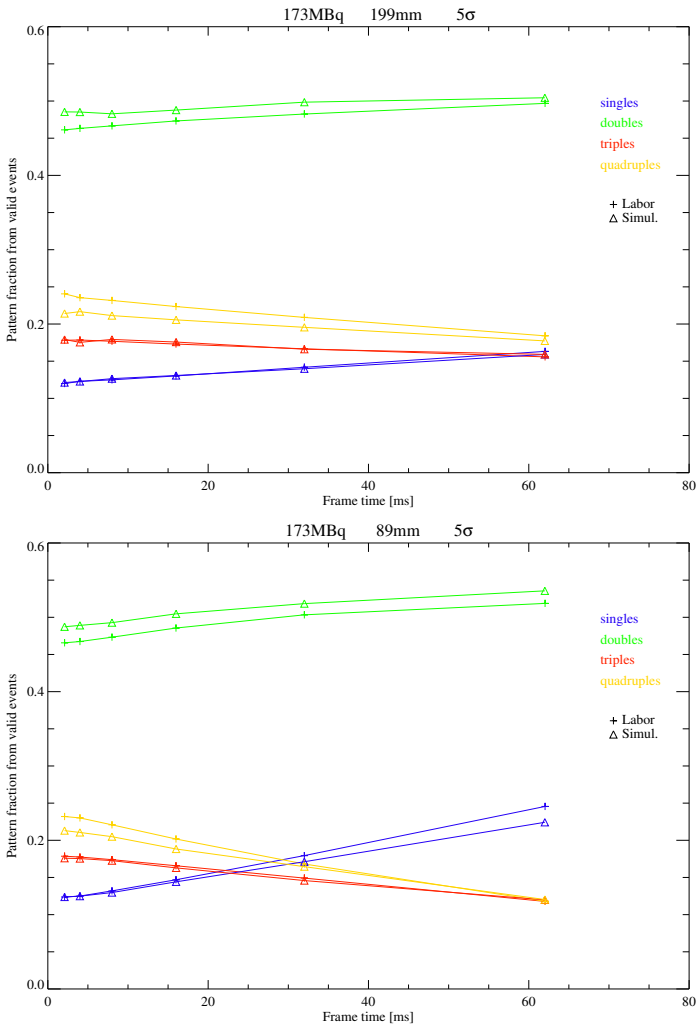 173MBq 199mm 5σ
0.6
singles
doubles
triples
quadruples
+ Labor
△ Simul.
0.4
0.2
0.0
Pattern fraction from valid events
0 20 40 60 80
Frame time [ms]
173MBq 89mm 5σ
0.6
singles
doubles
triples
quadruples
+ Labor
△ Simul.
0.4
0.2
0.0
Pattern fraction from valid events
0 20 40 60 80
Frame time [ms]